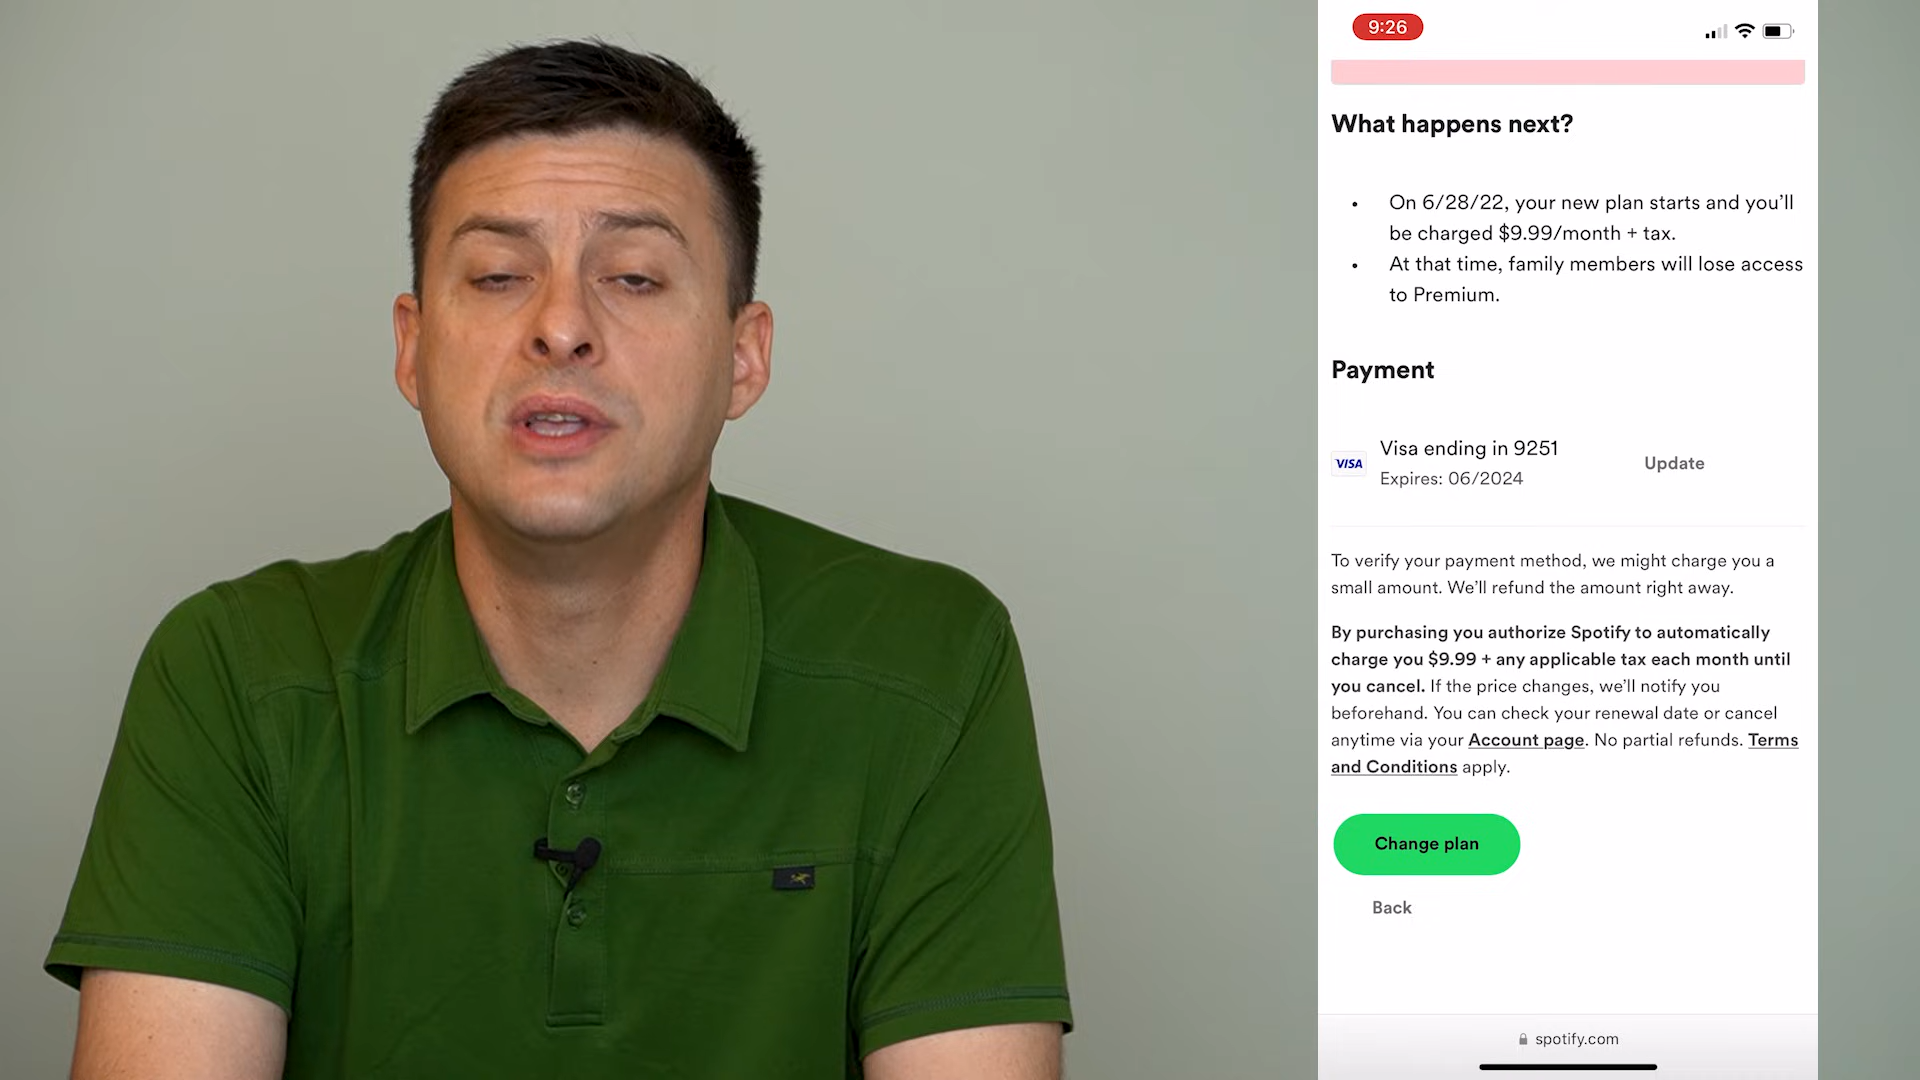 9:26
What happens next?
• On 6/28/22, your new plan starts and you'll
be charged $9.99/month + tax.
• At that time, family members will lose access
to Premium.
Payment
VISA
Visa ending in 9251
Expires: 06/2024
Update
To verify your payment method, we might charge you a
small amount. We'll refund the amount right away.
By purchasing you authorize Spotify to automatically
charge you $9.99 + any applicable tax each month until
you cancel. If the price changes, we'll notify you
beforehand. You can check your renewal date or cancel
anytime via your Account page. No partial refunds. Terms
and Conditions apply.
Change plan
Back
spotify.com